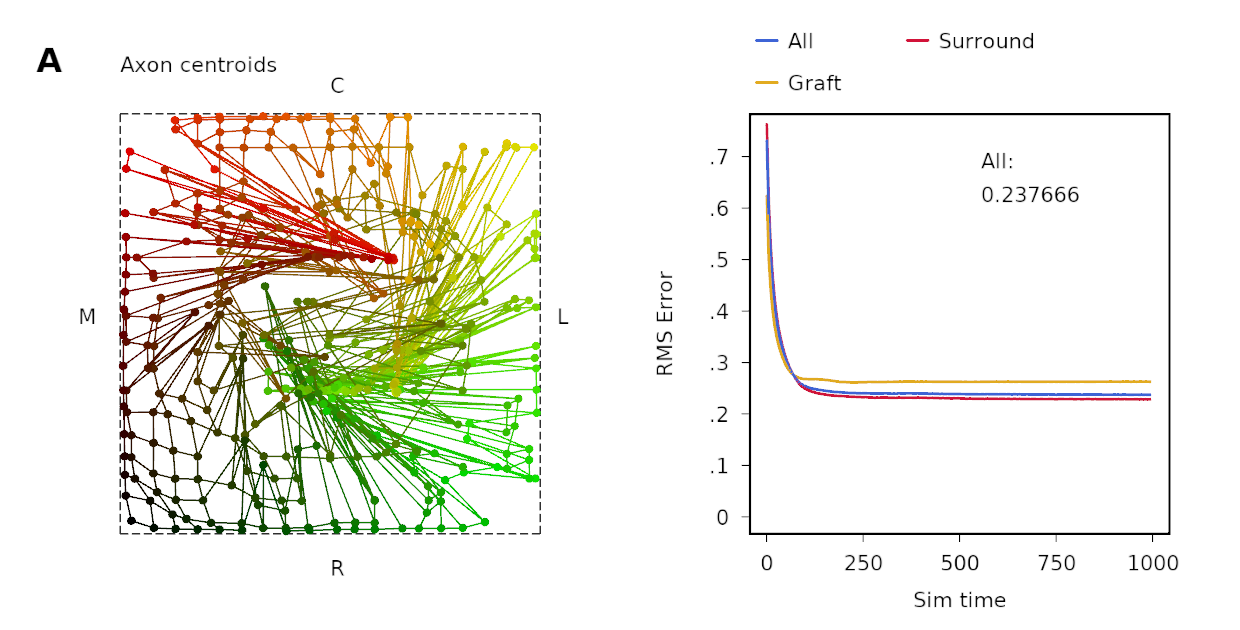 A
Axon centroids
C
M
L
R
All
Surround
Graft
All:
0.237666
RMS Error
.7
.6
.5
.4
.3
.2
.1
0
0 250 500 750 1000
Sim time